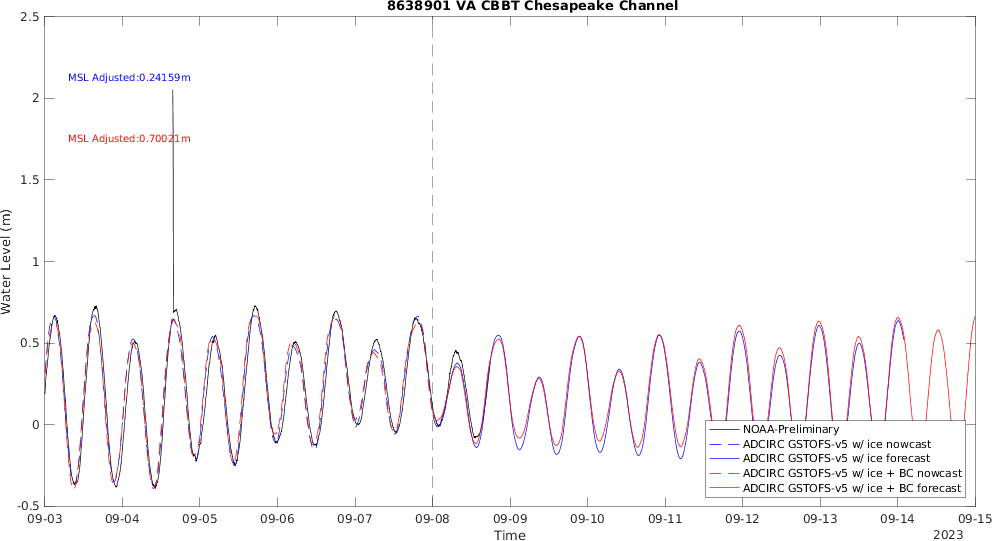 8638901 VA CBBT Chesapeake Channel
2.5
MSL Adjusted:0.24159m
2
MSL Adjusted:0.70021m
1.5
Water Level (m)
1
0.5
0
NOAA-Preliminary
ADCIRC GSTOFS-v5 w/ ice nowcast
ADCIRC GSTOFS-v5 w/ ice forecast
ADCIRC GSTOFS-v5 w/ ice + BC nowcast
ADCIRC GSTOFS-v5 w/ ice + BC forecast
-0.5
09-03 09-04 09-05 09-06 09-07 09-08 09-09 09-10 09-11 09-12 09-13 09-14 09-15
Time
2023